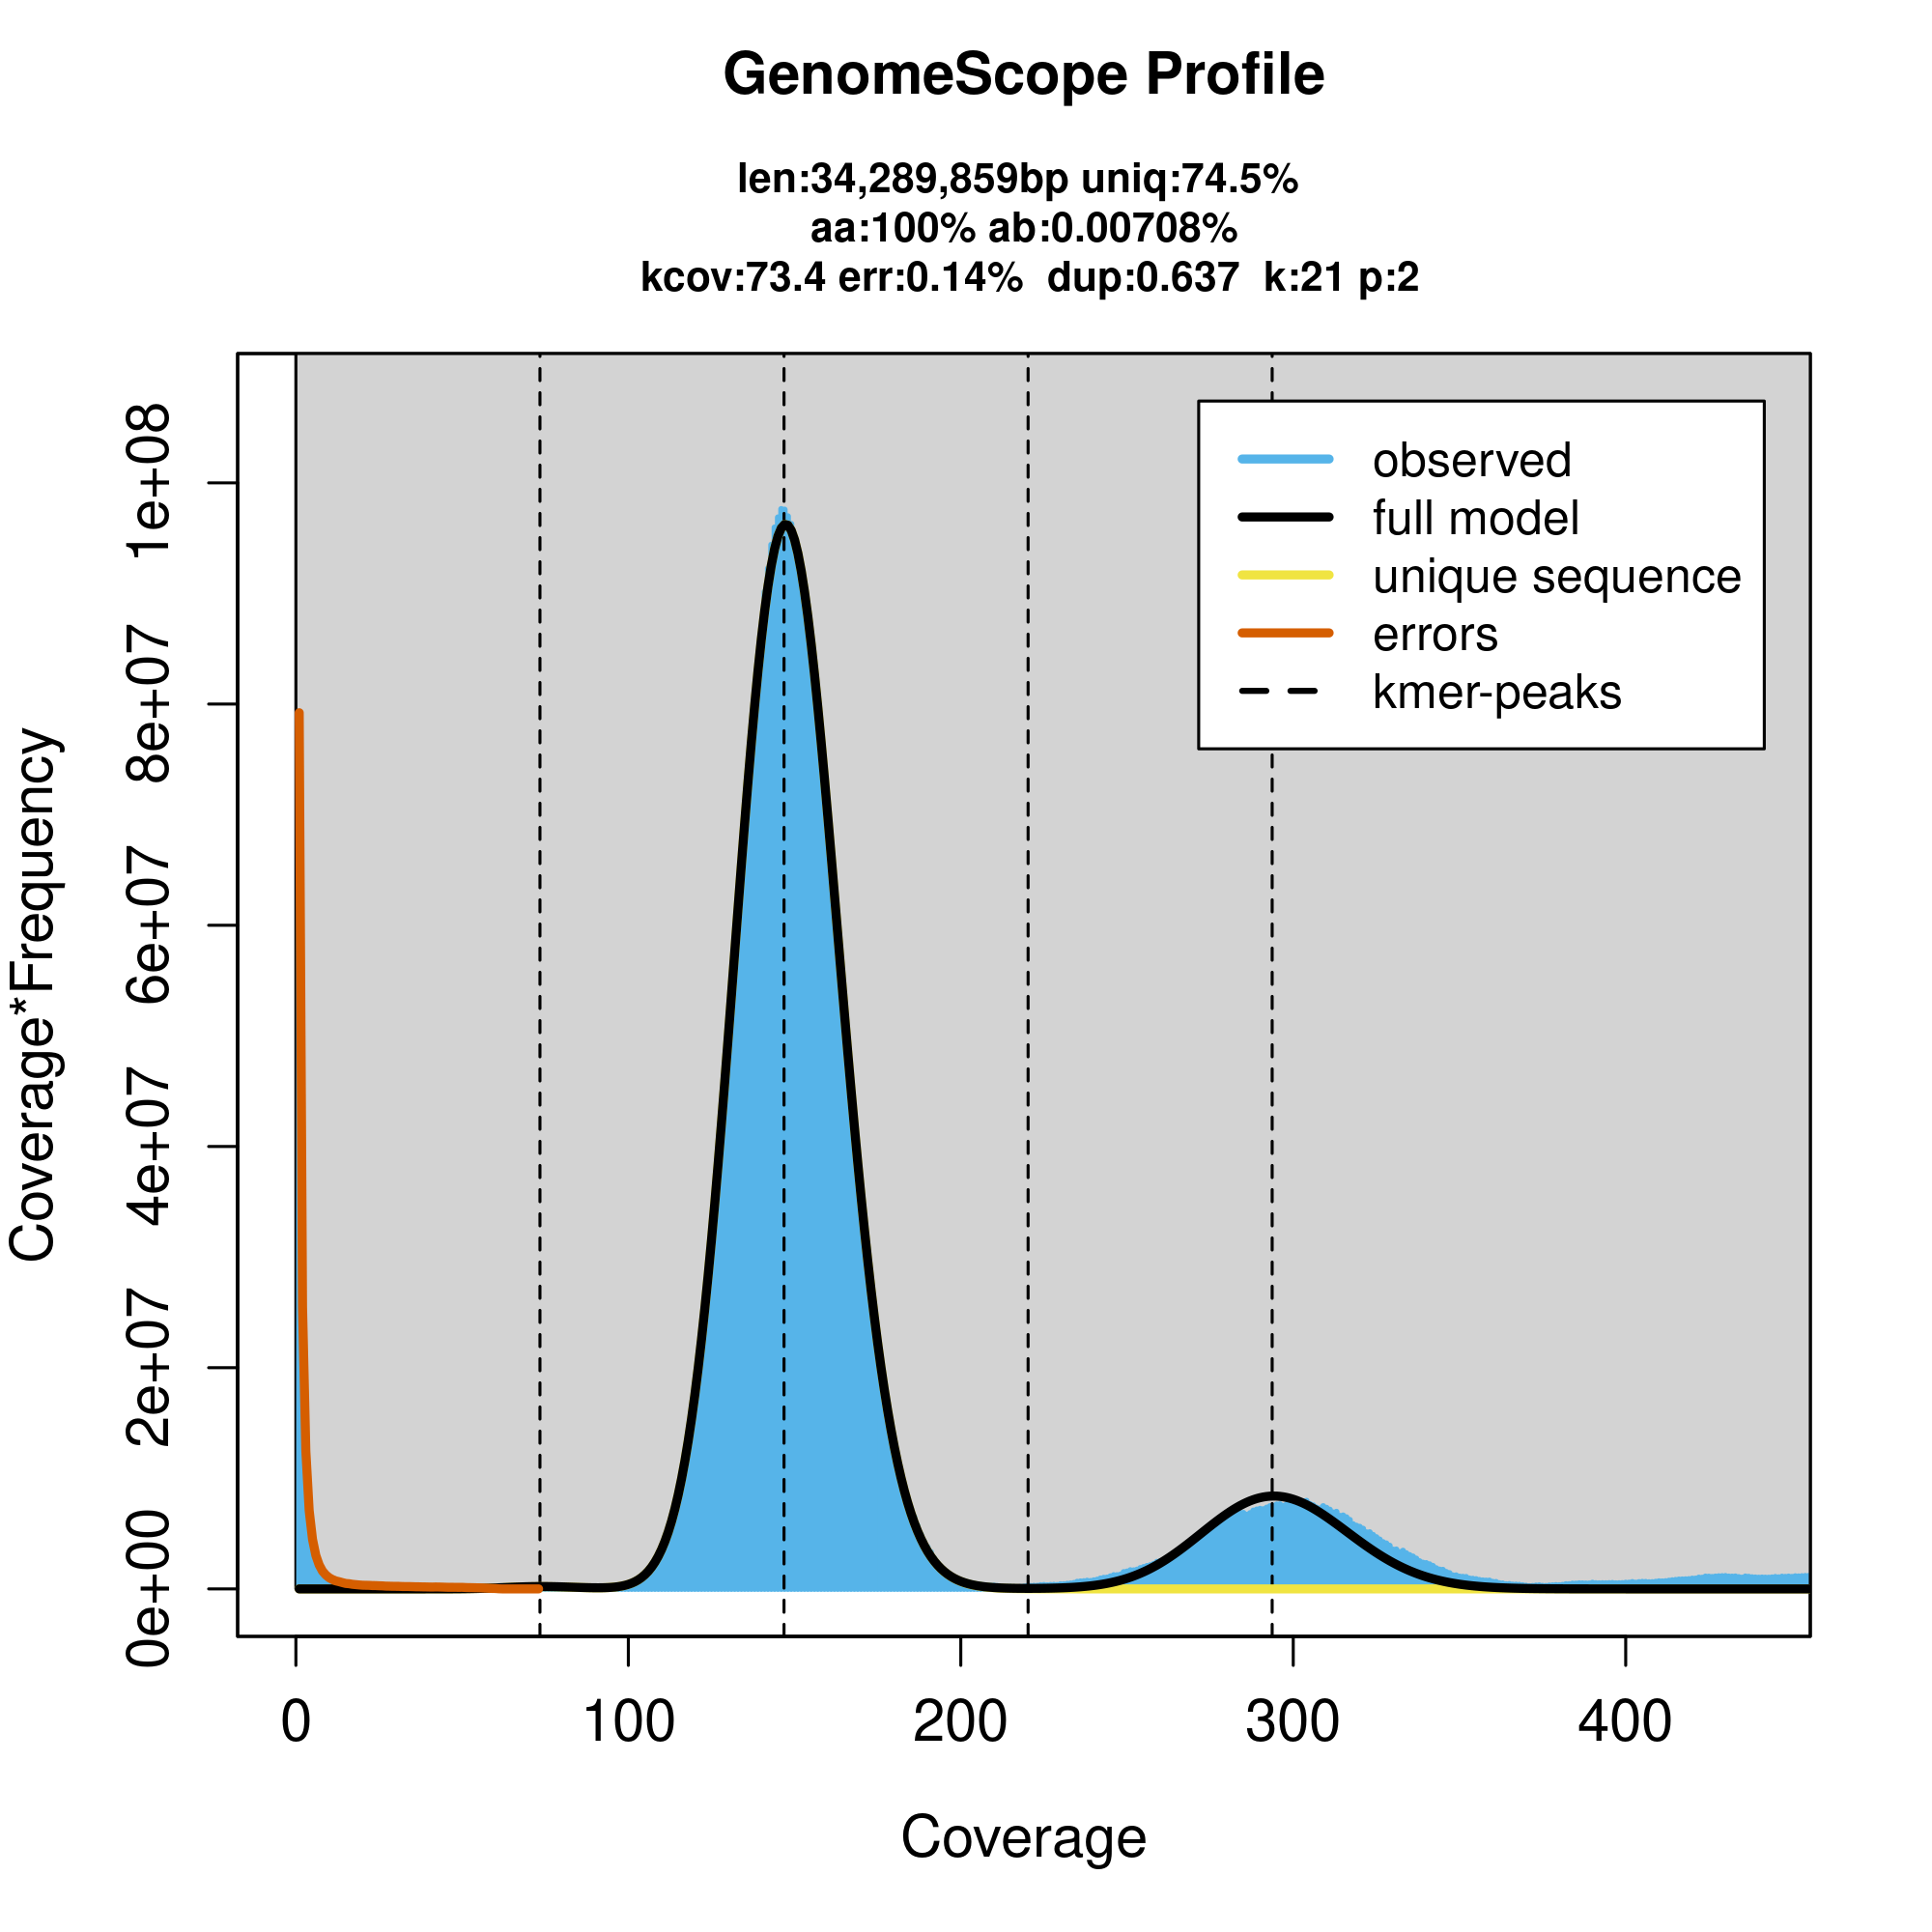 GenomeScope Profile
len:34,289,859bp uniq:74.5%
aa:100% ab:0.00708%
kcov:73.4 err:0.14%  dup:0.637  k:21 p:2
observed
full model
unique sequence
errors
kmer-peaks
Coverage*Frequency
1e+08
8e+07
6e+07
4e+07
2e+07
0e+00
0 100 200 300 400
Coverage